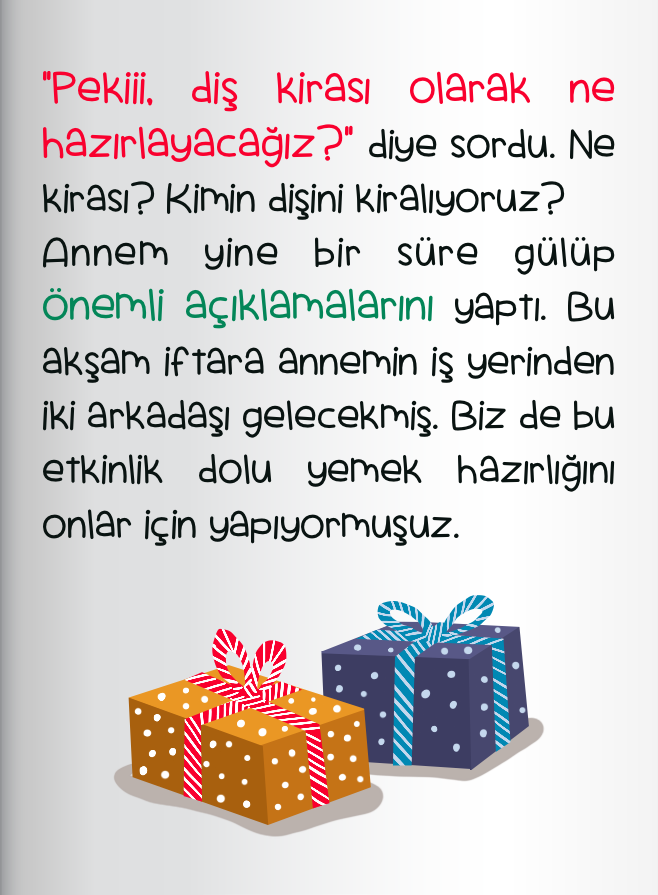 "Pekiii, diş kirası olarak ne
hazırlayacağız?" diye sordu. Ne
kirası? Kimin dişini kiralıyoruz?
Annem yine bir süre gülüp
önemli açıklamalarını yaptı. Bu
akşam iftara annemin iş yerinden
iki arkadaşı gelecekmiş. Biz de bu
etkinlik dolu yemek hazırlığını
onlar için yapıyormuşuz.